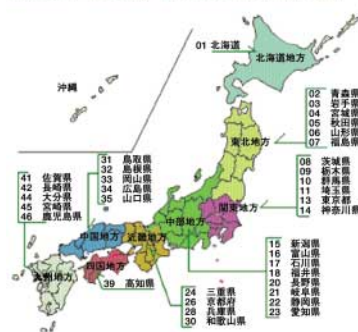 01 北海道
北海道地方
沖縄
02 青森県
03 岩手県
04 宮城県
05 秋田県
06 山形県
07 福島県
東北地方
08 茨城県
09 栃木県
10 群馬県
11 埼玉県
13 東京都
14 神奈川県
関東地方
31 鳥取県
32 島根県
33 岡山県
34 広島県
35 山口県
41 佐賀県
42 長崎県
44 大分県
45 宮崎県
46 鹿児島県
中部地方
中国地方
近畿地方
四国地方
九州地方
39 高知県
15 新潟県
16 富山県
17 石川県
18 福井県
20 長野県
21 岐阜県
22 静岡県
23 愛知県
24 三重県
26 京都府
28 兵庫県
30 和歌山県